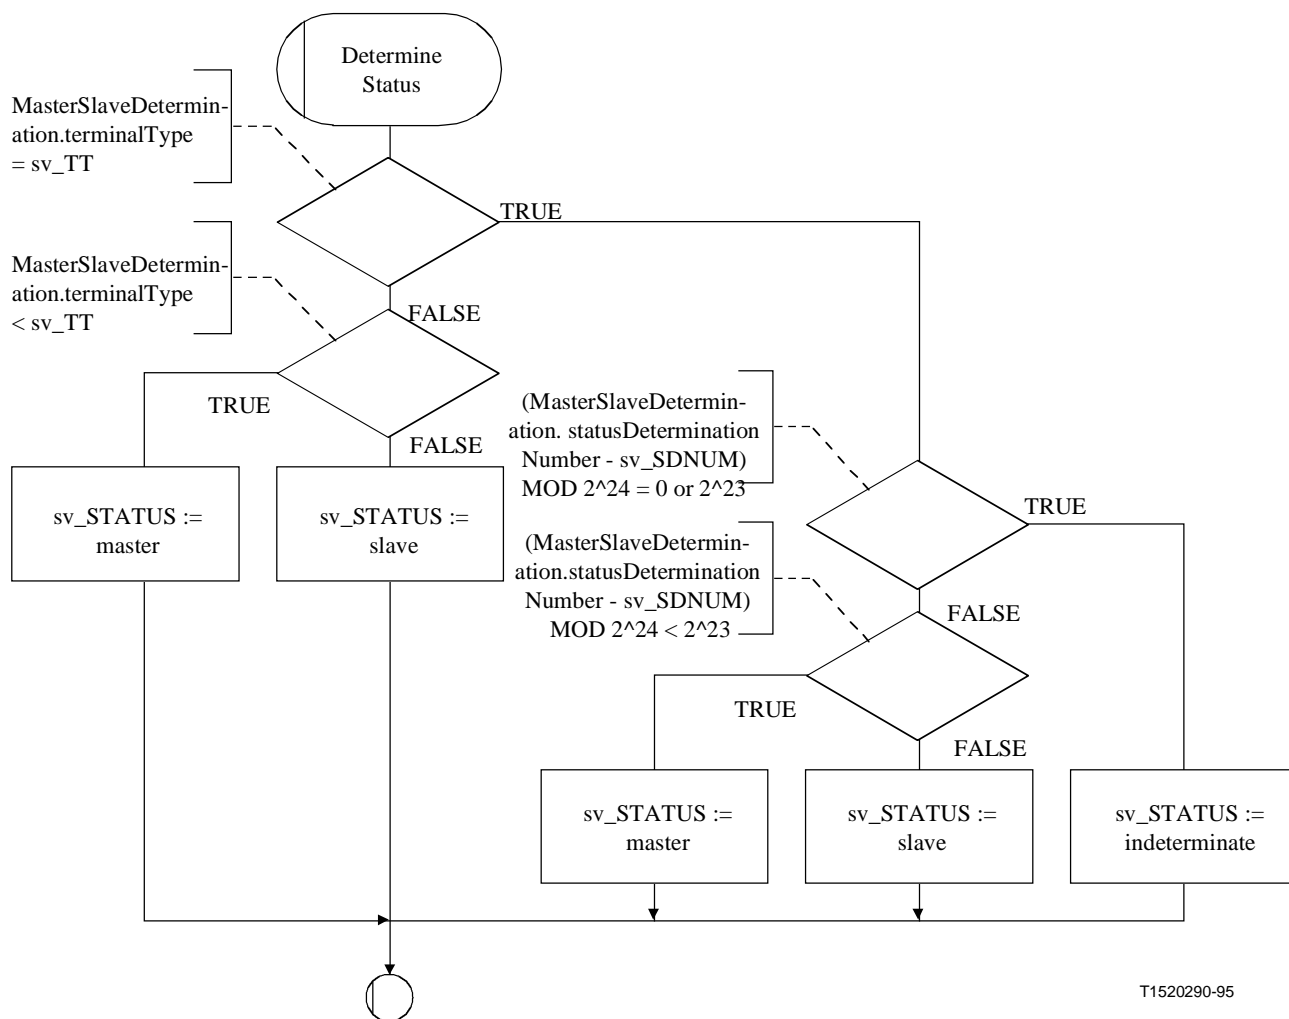 Determine
Status
MasterSlaveDetermin-
ation.terminalType
= sv_TT
TRUE
MasterSlaveDetermin-
ation.terminalType
< sv_TT
FALSE
TRUE
FALSE
sv_STATUS :=
master
sv_STATUS :=
slave
(MasterSlaveDetermin-
ation. statusDetermination
Number - sv_SDNUM)
MOD 2^24 = 0 or 2^23
TRUE
(MasterSlaveDetermin-
ation.statusDetermination
Number - sv_SDNUM)
MOD 2^24 < 2^23
FALSE
TRUE
FALSE
sv_STATUS :=
master
sv_STATUS :=
slave
sv_STATUS :=
indeterminate
T1520290-95